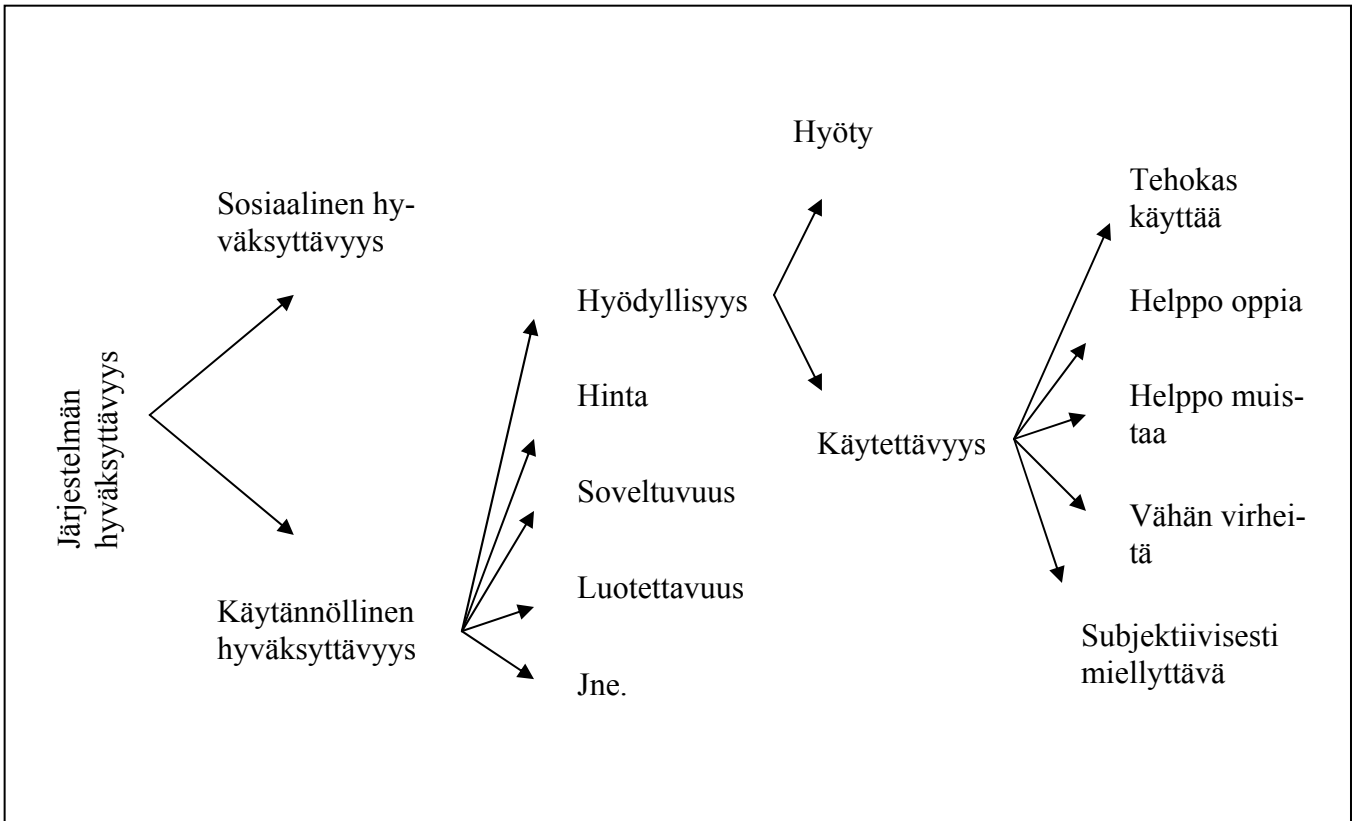 Järjestelmän
hyväksyttävyys
Sosiaalinen hy-
väksyttävyys
Käytännöllinen
hyväksyttävyys
Hyödyllisyys
Hinta
Soveltuvuus
Luotettavuus
Jne.
Hyöty
Käytettävyys
Tehokas
käyttää
Helppo oppia
Helppo muis-
taa
Vähän virhei-
tä
Subjektiivisesti
miellyttävä